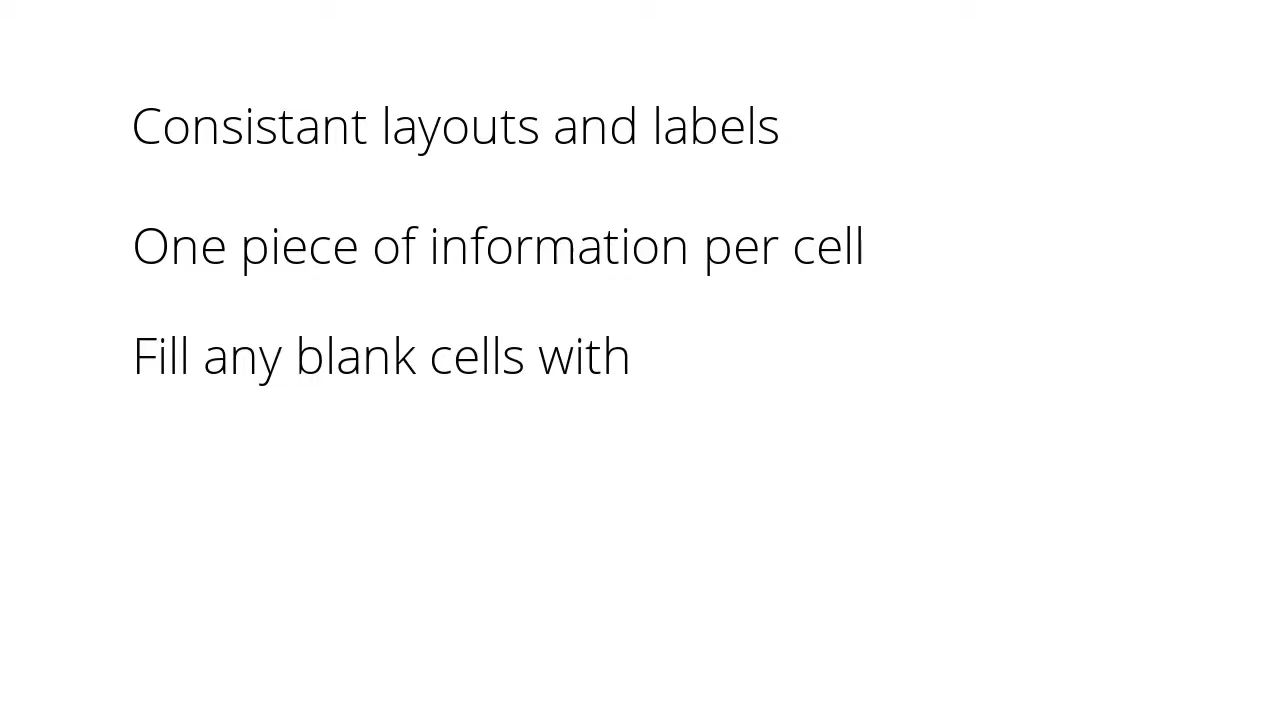 Consistant layouts and labels
One piece of information per cell
Fill any blank cells with